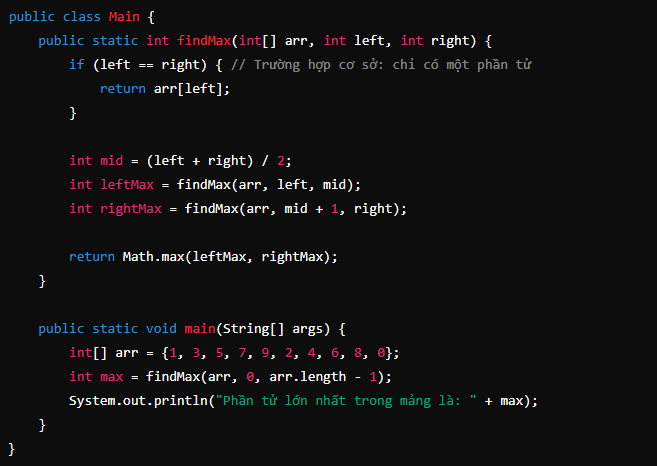 public class Main {
public static int findMax(int[] arr, int left, int right) {
if (left == right) { // Trường hợp cơ sở: chỉ có một phần tử
return arr[left];
}
int mid = (left + right) / 2;
int leftMax = findMax(arr, left, mid);
int rightMax = findMax(arr, mid + 1, right);
return Math.max(leftMax, rightMax);
}
public static void main(String[] args) {
int[] arr = {1, 3, 5, 7, 9, 2, 4, 6, 8, 0};
int max = findMax(arr, 0, arr.length - 1);
System.out.println("Phần tử lớn nhất trong mảng là: " + max);
}
}